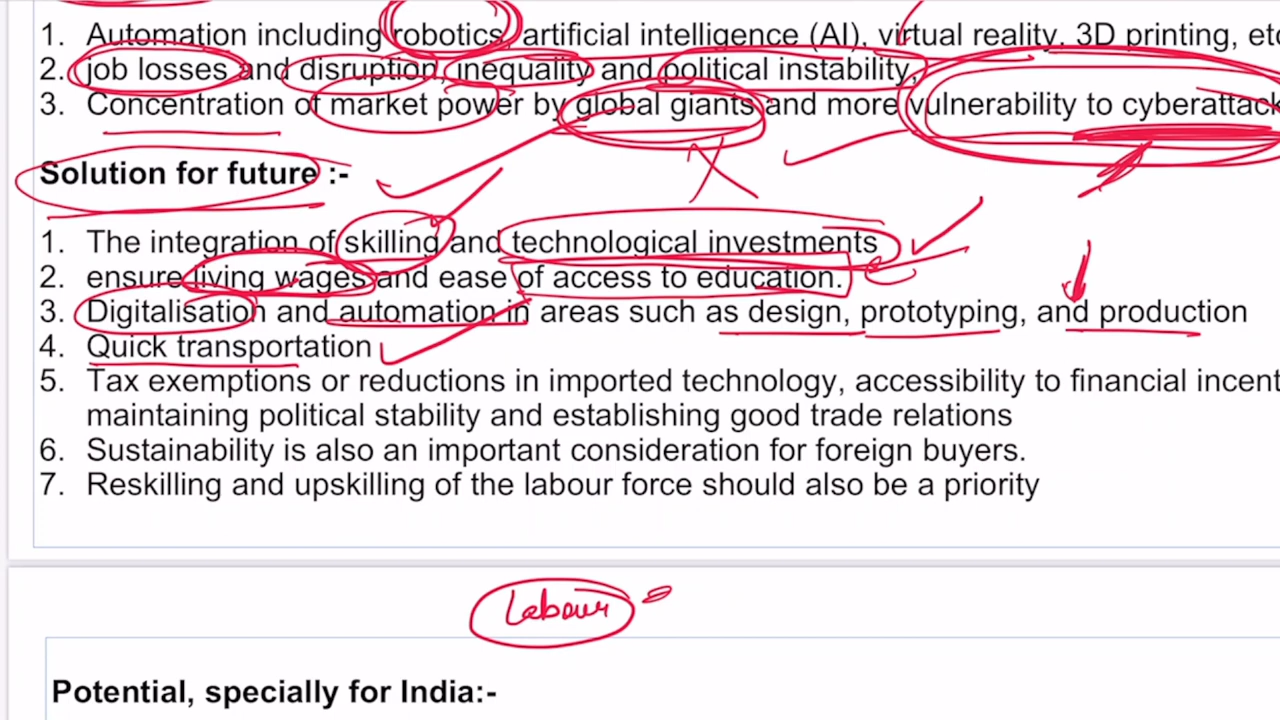 1. Automation including robotics, artificial intelligence (AI), virtual reality, 3D printing, etc
2. job losses and disruption, inequality and political instability,
3. Concentration of market power by global giants and more vulnerability to cyberattack
Solution for future :-
1. The integration of skilling and technological investments
2. ensure living wages and ease of access to education.
3. Digitalisation and automation in areas such as design, prototyping, and production
4. Quick transportation
5. Tax exemptions or reductions in imported technology, accessibility to financial incent
maintaining political stability and establishing good trade relations
6. Sustainability is also an important consideration for foreign buyers.
7. Reskilling and upskilling of the labour force should also be a priority
Labour
Potential, specially for India:-